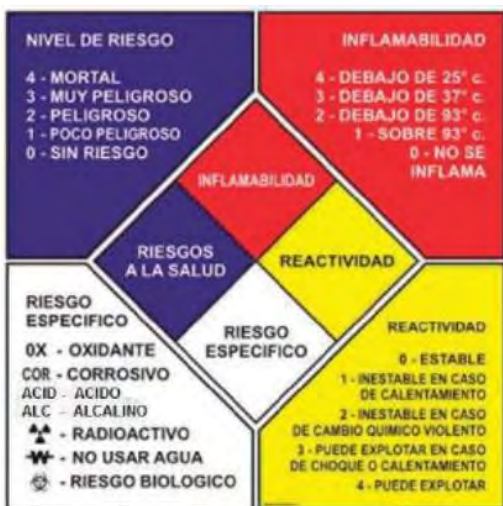 NIVEL DE RIESGO
4 - MORTAL
3 - MUY PELIGROSO
2 - PELIGROSO
1 - POCO PELIGROSO
0 - SIN RIESGO
INFLAMABILIDAD
4 - DEBAJO DE 25° c.
3 - DEBAJO DE 37° c.
2 - DEBAJO DE 93° c.
1 - SOBRE 93° c.
0 - NO SE
INFLAMA
INFLAMABILIDAD
RIESGOS
A LA SALUD
REACTIVIDAD
RIESGO
ESPECIFICO
RIESGO
ESPECIFICO
0X - OXIDANTE
COR - CORROSIVO
ACID - ACIDO
ALC - ALCALINO
- RADIOACTIVO
W - NO USAR AGUA
- RIESGO BIOLOGICO
REACTIVIDAD
0 - ESTABLE
1 - INESTABLE EN CASO
DE CALENTAMIENTO
2 - INESTABLE EN CASO
DE CAMBIO QUIMICO VIOLENTO
3 - PUEDE EXPLOTAR EN CASO
DE CHOQUE O CALENTAMIENTO
4 - PUEDE EXPLOTAR